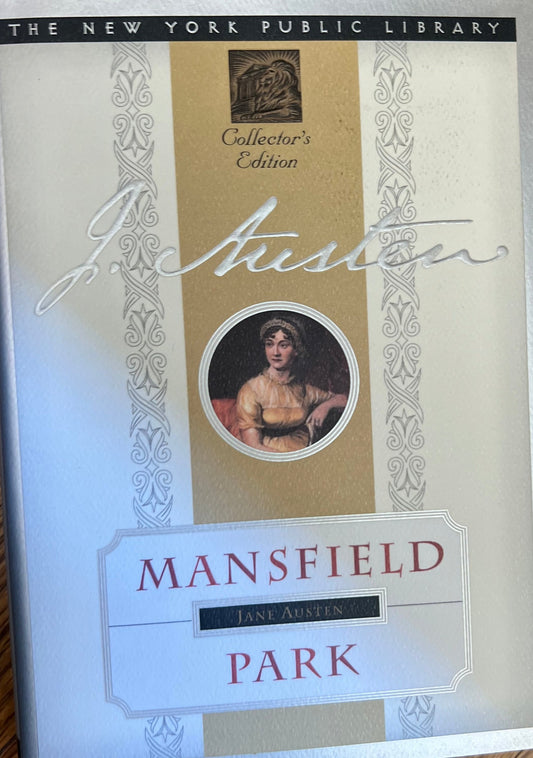 THE NEW YORK PUBLIC LIBRARY
Collector's
Edition
J. Austen
MANSFIELD
JANE AUSTEN
PARK